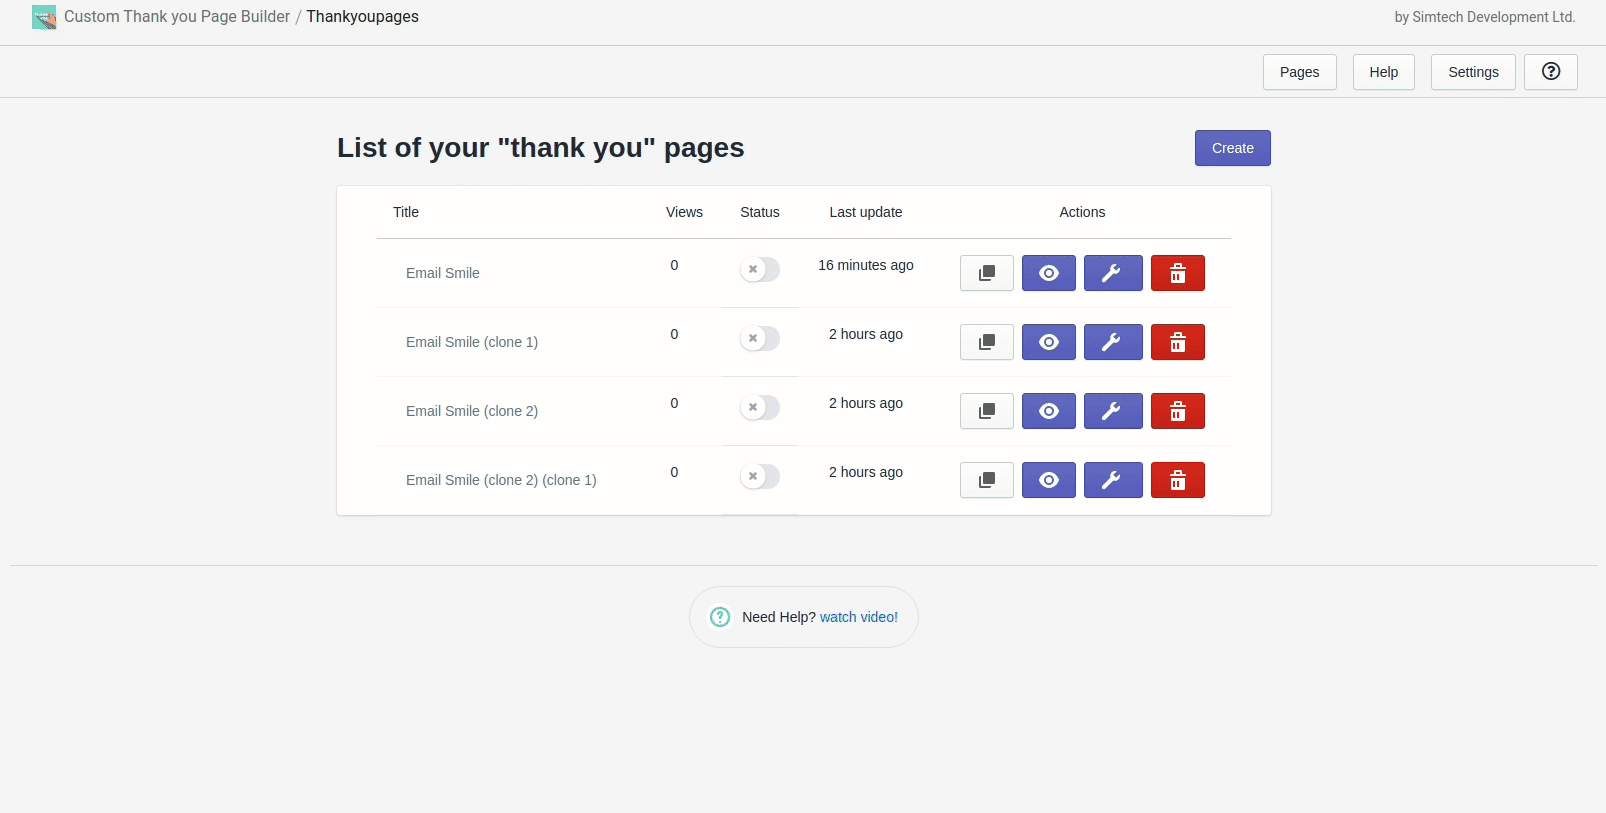 Custom Thank you Page Builder / Thankyoupages
by Simtech Development Ltd.
Pages
Help
Settings
List of your "thank you" pages
Create
Title Views Status Last update Actions
Email Smile 0 16 minutes ago
Email Smile (clone 1) 0 2 hours ago
Email Smile (clone 2) 0 2 hours ago
Email Smile (clone 2) (clone 1) 0 2 hours ago
Need Help? watch video!